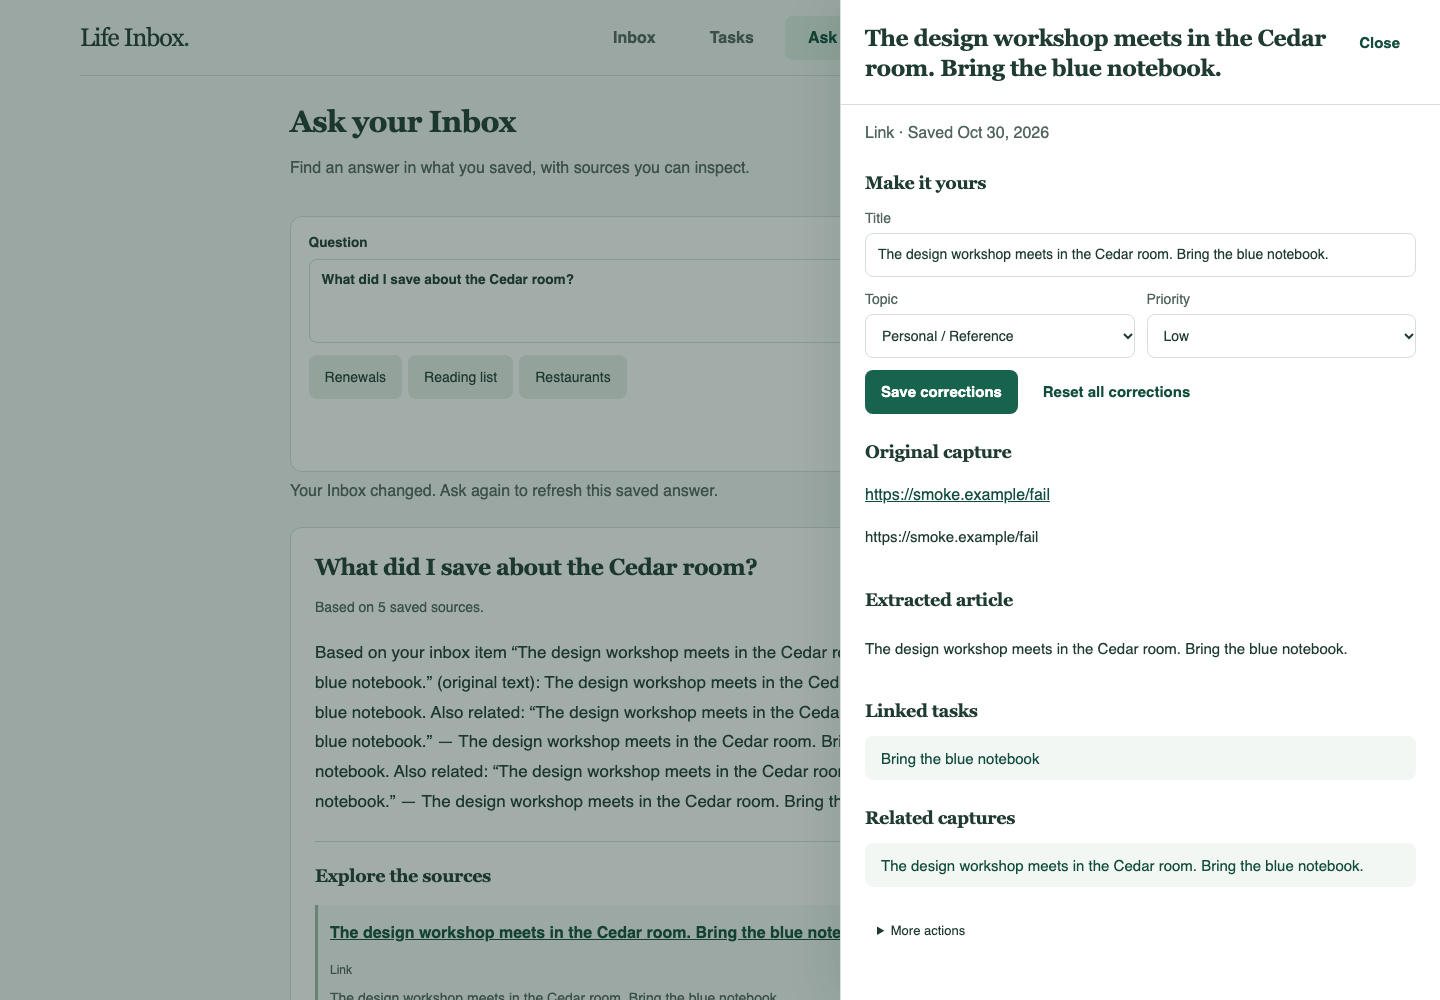 Life Inbox.
Inbox
Tasks
Ask
Ask your Inbox
Find an answer in what you saved, with sources you can inspect.
Question
What did I save about the Cedar room?
Renewals
Reading list
Restaurants
Your Inbox changed. Ask again to refresh this saved answer.
What did I save about the Cedar room?
Based on 5 saved sources.
Based on your inbox item “The design workshop meets in the Cedar
blue notebook.” (original text): The design workshop meets in the
blue notebook. Also related: “The design workshop meets in the
blue notebook.” — The design workshop meets in the Cedar room.
notebook. Also related: “The design workshop meets in the Cedar
notebook.” — The design workshop meets in the Cedar room. Bring
Explore the sources
The design workshop meets in the Cedar room. Bring the blue
Link
The design workshop meets in the Cedar room. Bring the blue notebook.
The design workshop meets in the Cedar
room. Bring the blue notebook.
Close
Link · Saved Oct 30, 2026
Make it yours
Title
The design workshop meets in the Cedar room. Bring the blue notebook.
Topic
Priority
Personal / Reference
Low
Save corrections
Reset all corrections
Original capture
https://smoke.example/fail
https://smoke.example/fail
Extracted article
The design workshop meets in the Cedar room. Bring the blue notebook.
Linked tasks
Bring the blue notebook
Related captures
The design workshop meets in the Cedar room. Bring the blue notebook.
More actions